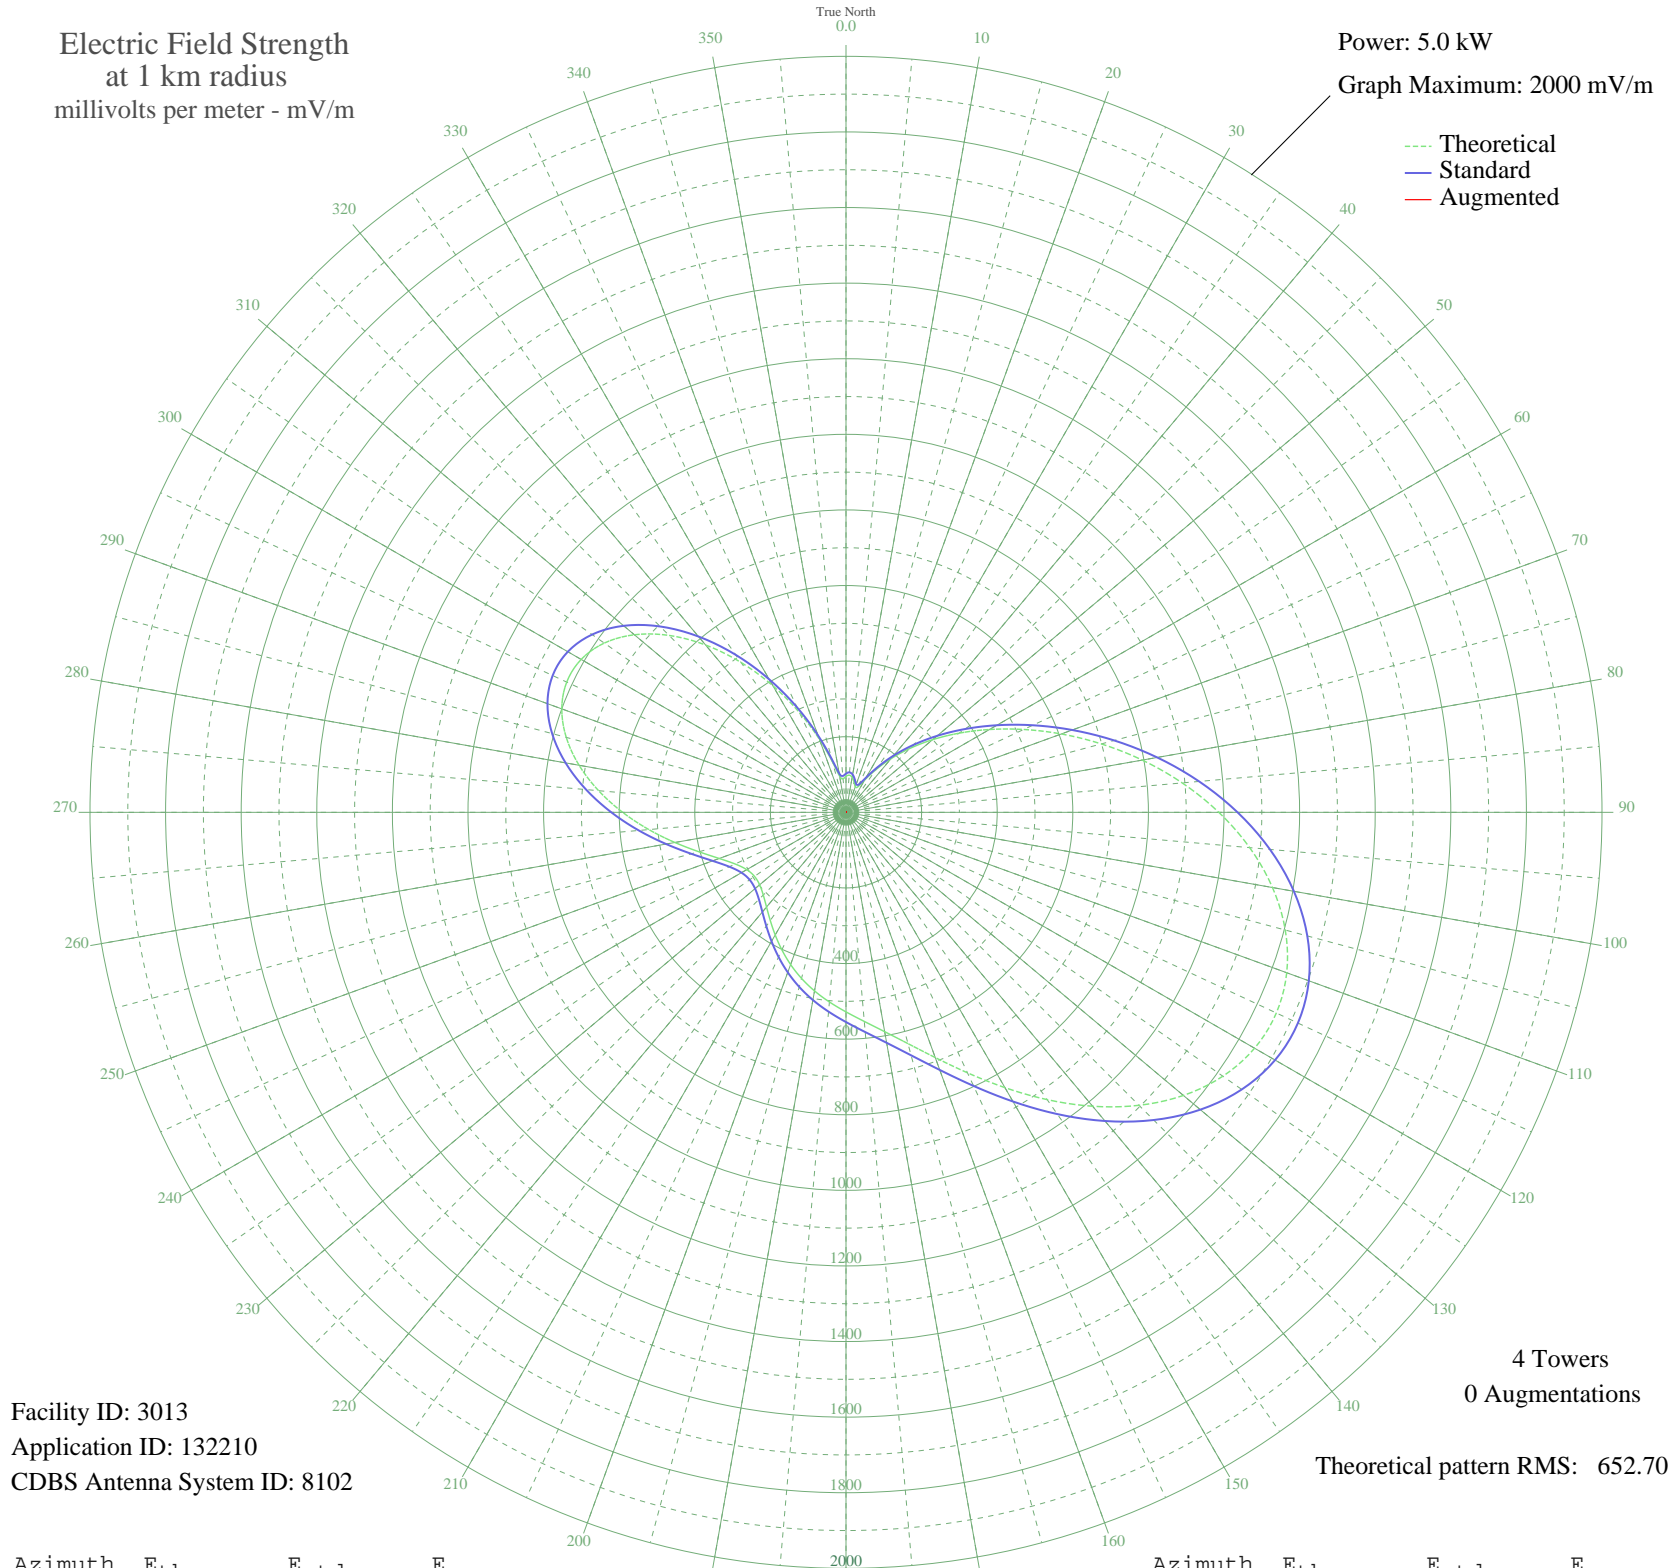 True North
Electric Field Strength
at 1 km radius
millivolts per meter - mV/m
Power: 5.0 kW
Graph Maximum: 2000 mV/m
Theoretical
Standard
Augmented
0.0
10
20
30
40
50
60
70
80
90
100
110
120
130
140
150
160
200
210
220
230
240
250
260
270
280
290
300
310
320
330
340
350
400
600
800
1000
1200
1400
1600
1800
2000
4 Towers
0 Augmentations
Theoretical pattern RMS: 652.70
Facility ID: 3013
Application ID: 132210
CDBS Antenna System ID: 8102
Azimuth E E E
Azimuth E E E